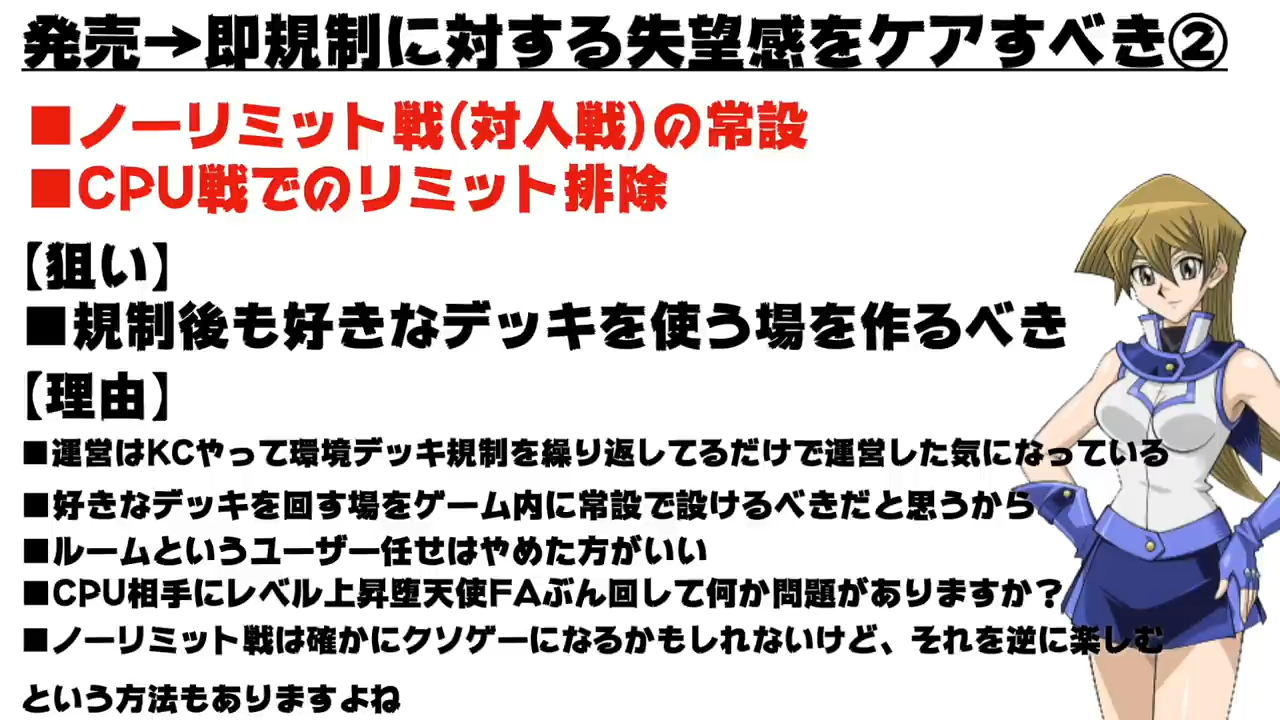 発売→即規制に対する失望感をケアすべき②
■ノーリミット戦(対人戦)の常設
■CPU戦でのリミット排除
【狙い】
■規制後も好きなデッキを使う場を作るべき
【理由】
■運営はKCやって環境デッキ規制を繰り返してるだけで運営した気になっている
■好きなデッキを回す場をゲーム内に常設で設けるべきだと思うから
■ルームというユーザー任せはやめた方がいい
■CPU相手にレベル上昇堕天使FAぶん回して何か問題がありますか?
■ノーリミット戦は確かにクソゲーになるかもしれないけど、それを逆に楽しむ
という方法もありますよね